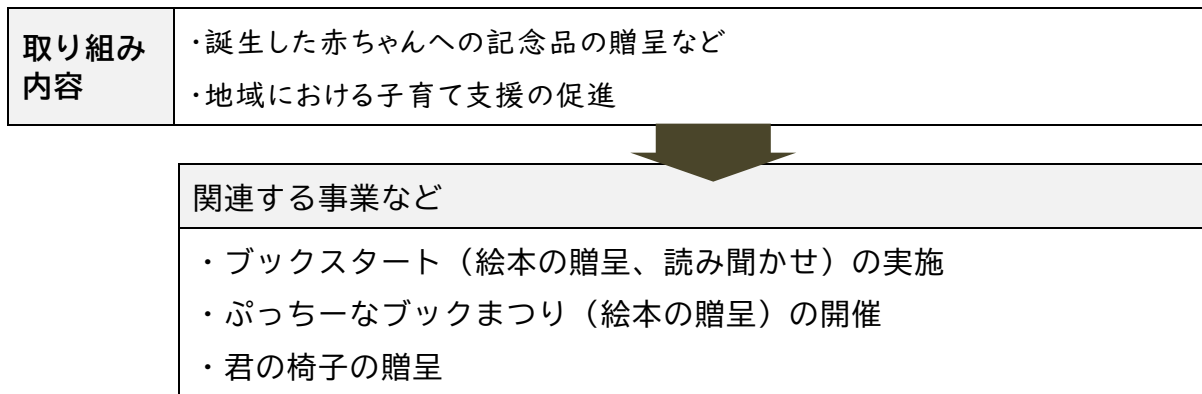 取り組み
内容
・誕生した赤ちゃんへの記念品の贈呈など
・地域における子育て支援の促進
関連する事業など
・ブックスタート（絵本の贈呈、読み聞かせ）の実施
・ぷっちーなブックまつり（絵本の贈呈）の開催
・君の椅子の贈呈